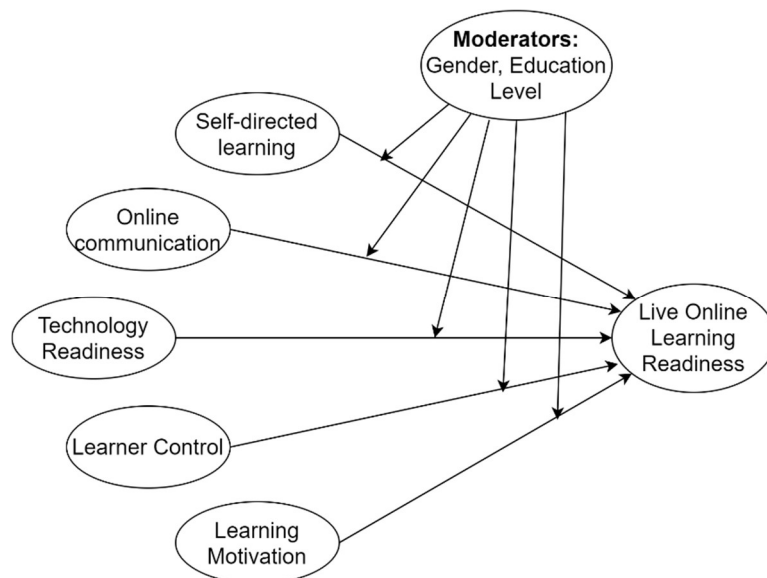 Moderators:
Gender, Education
Level
Self-directed
learning
Online
communication
Technology
Readiness
Learner Control
Learning
Motivation
Live Online
Learning
Readiness